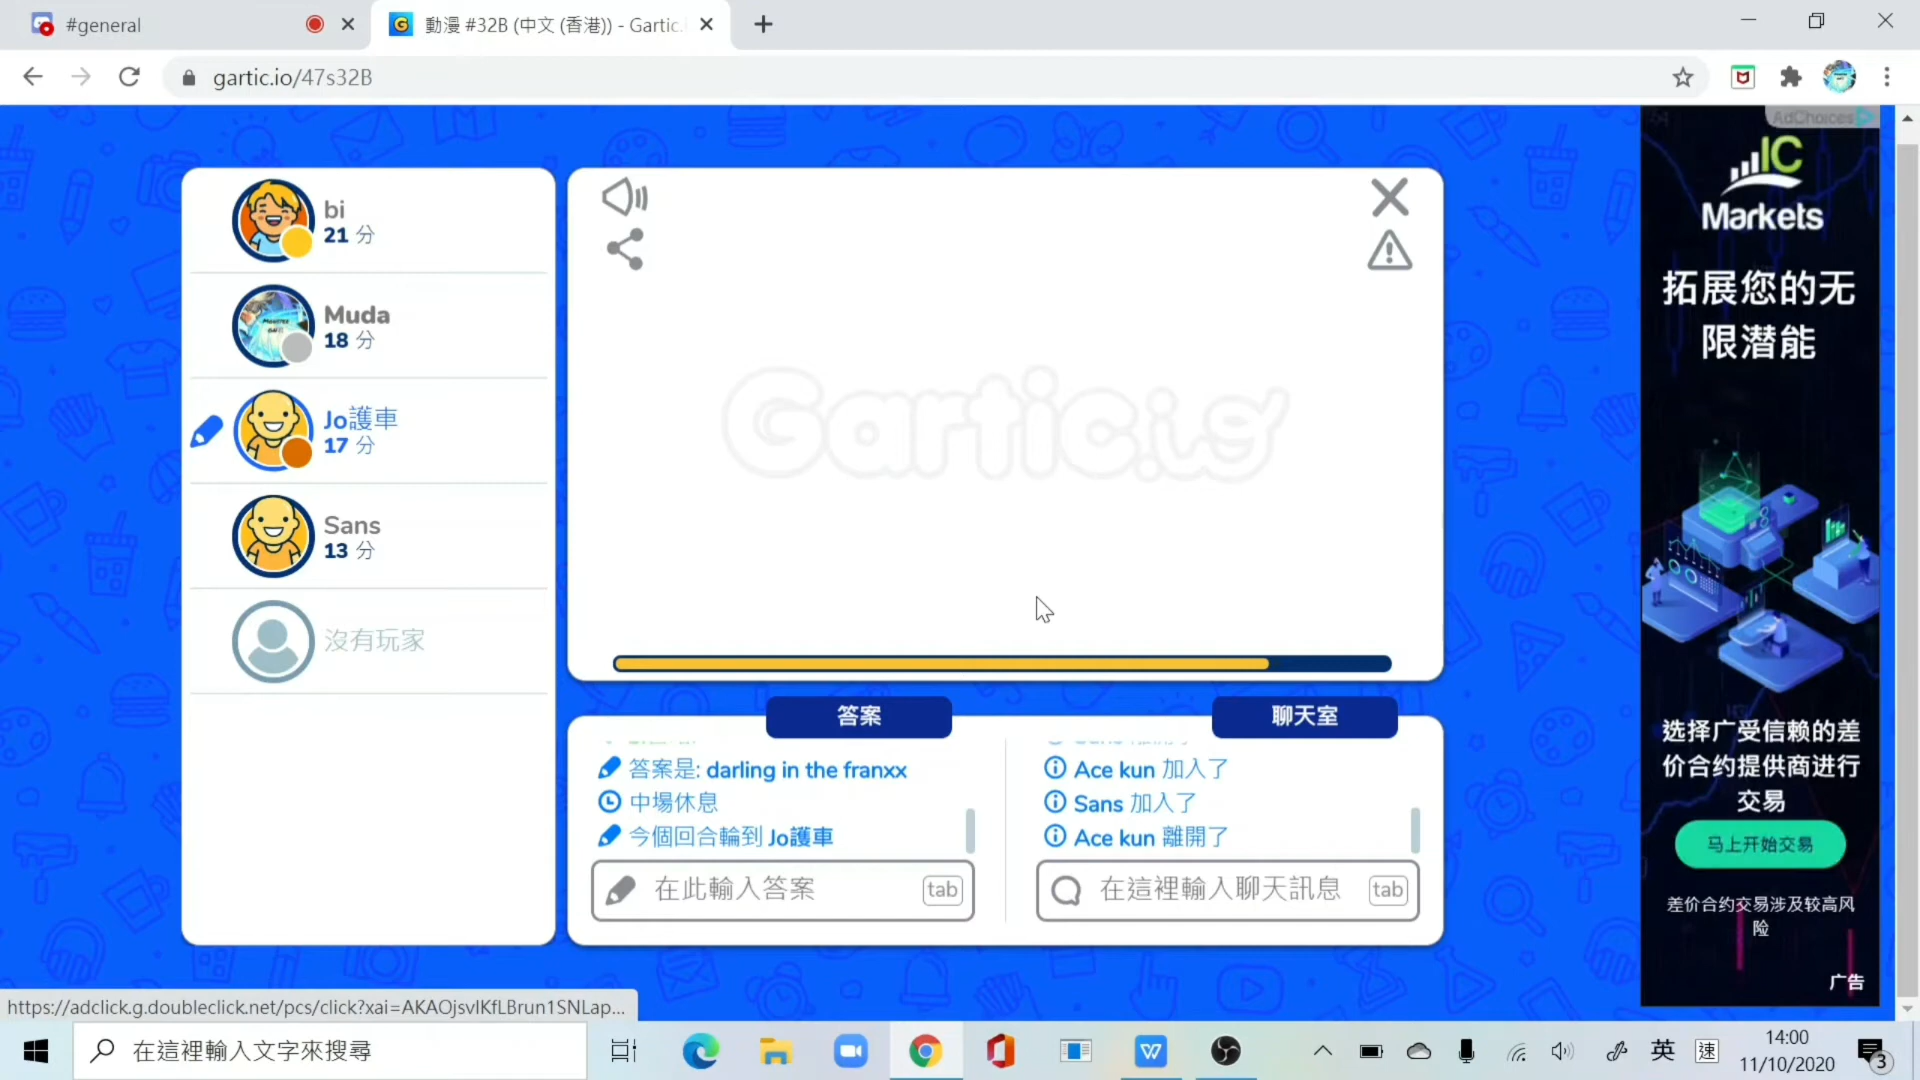 #general
動漫 #32B (中文 (香港)) - Gartic.
gartic.io/47s32B
AdChoices
IC Markets
拓展您的无
限潜能
选择广受信赖的差
价合约提供商进行
交易
马上开始交易
差价合约交易涉及较高风
险
广告
bi
21 分
Muda
18 分
Jo護車
17 分
Sans
13 分
沒有玩家
Gartic.io
答案
答案是: darling in the franxx
中場休息
今個回合輪到 Jo護車
在此輸入答案
tab
聊天室
Ace kun 加入了
Sans 加入了
Ace kun 離開了
在這裡輸入聊天訊息
tab
https://adclick.g.doubleclick.net/pcs/click?xai=AKAOjsvIKfLBrun1SNLap...
在這裡輸入文字來搜尋
英
速
14:00
11/10/2020
3